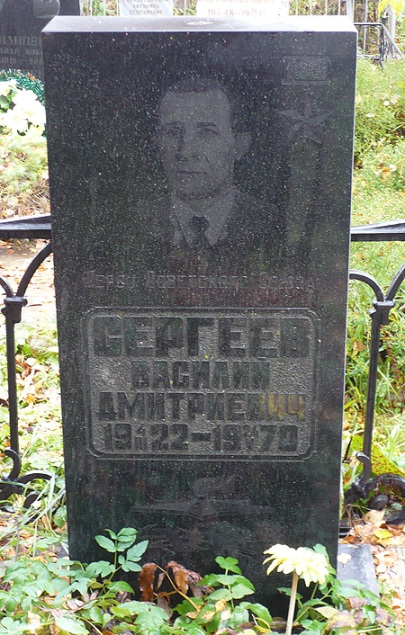 Герой Советского Союза
СЕРГЕЕВ
ВАСИЛИЙ
ДМИТРИЕВИЧ
1922-1970